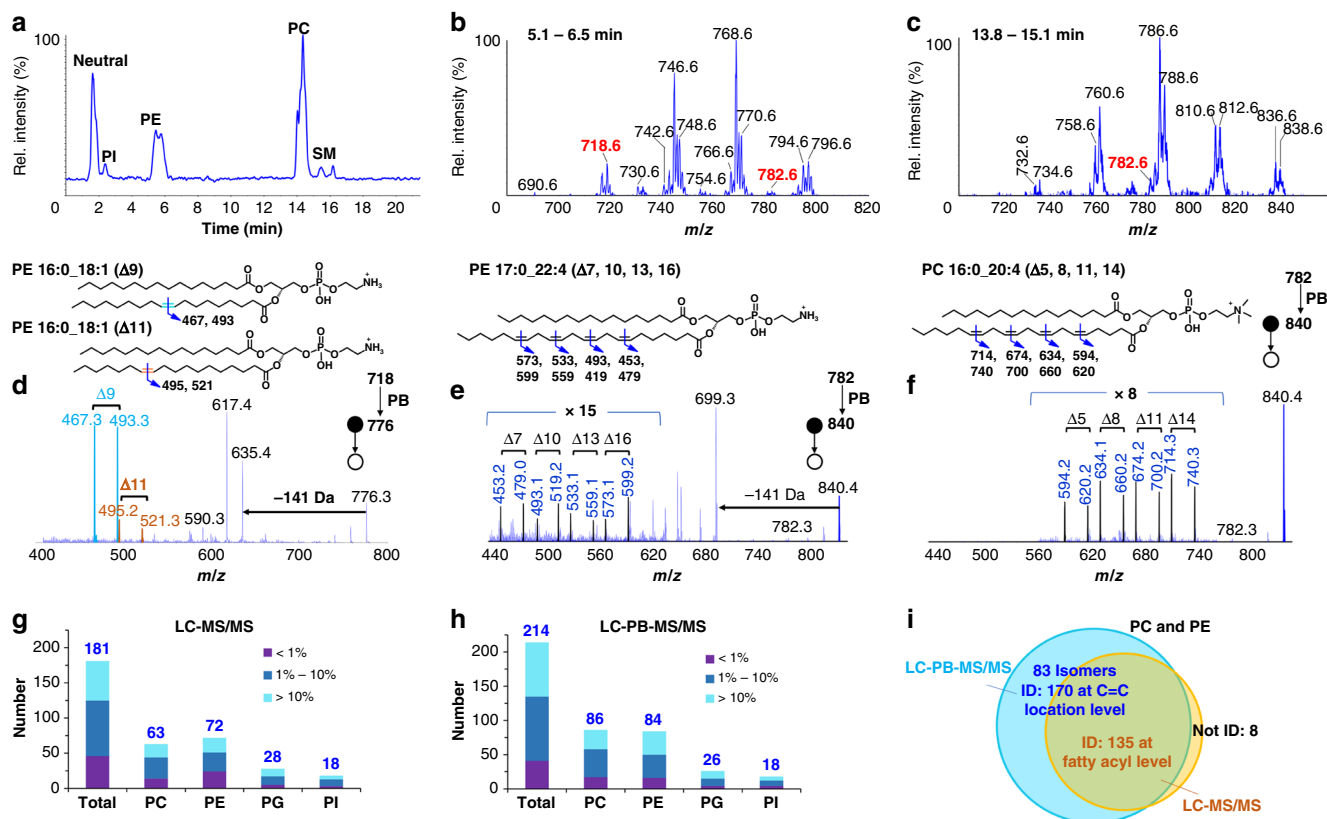 a
100
Rel. intensity (%)
Neutral
PI
PE
PC
SM
0 2 4 6 8 10 12 14 16 20
Time (min)
b
5.1 – 6.5 min
100
Rel. intensity (%)
690.6
718.6
730.6
742.6
746.6
748.6
754.6
766.6
768.6
770.6
782.6
794.6
796.6
700 720 740 760 780 800 820
m/z
c
13.8 – 15.1 min
100
Rel. intensity (%)
732.6
734.6
758.6
760.6
782.6
786.6
788.6
810.6
812.6
836.6
838.6
720 740 760 780 800 820 840
m/z
PE 16:0_18:1 (Δ9)
O O O O P O OH O NH3 +
467, 493
PE 16:0_18:1 (Δ11)
O O O O P O OH O NH3 +
495, 521
PE 17:0_22:4 (Δ7, 10, 13, 16)
O O O O P O OH O NH3 +
573, 533, 493, 453,
599 559 419 479
PC 16:0_20:4 (Δ5, 8, 11, 14)
O O O O P O OH O N +
714, 674, 634, 594,
740 700 660 620
782
PB
840
d
Δ9
467.3
493.3
Δ11
495.2
521.3
590.3
617.4
635.4
–141 Da
776.3
718
PB
776
400 500 600 700 800
m/z
e
× 15
Δ7 Δ10 Δ13 Δ16
453.2
479.0
493.1
519.2
533.1
559.1
573.1
599.2
699.3
–141 Da
782.3
840.4
782
PB
840
440 500 560 620 680 740 800
m/z
f
× 8
Δ5 Δ8 Δ11 Δ14
594.2
620.2
634.1
660.2
674.2
700.2
714.3
740.3
782.3
840.4
440 500 560 620 680 740 800
m/z
g
LC-MS/MS
Number
200
150
100
50
0
181
63
72
28
18
< 1%
1% – 10%
> 10%
Total PC PE PG PI
h
LC-PB-MS/MS
Number
200
150
100
50
0
214
86
84
26
18
< 1%
1% – 10%
> 10%
Total PC PE PG PI
i
PC and PE
LC-PB-MS/MS
83 Isomers
ID: 170 at C=C
location level
Not ID: 8
ID: 135 at
fatty acyl level
LC-MS/MS